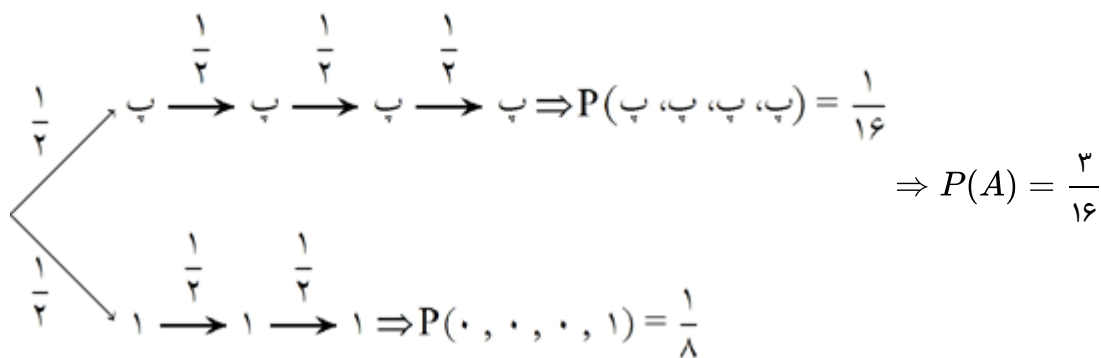 ۱/۲ پ ⟶ ۱/۲ پ ⟶ ۱/۲ پ ⟶ ۱/۲ پ ⇒ P(پ ،پ ،پ ،پ) = ۱/۱۶
⇒ P(A) = ۳/۱۶
۱/۲ ۱ ⟶ ۱/۲ ۱ ⟶ ۱/۲ ۱ ⇒ P(۰ , ۰ , ۰ , ۱) = ۱/۸